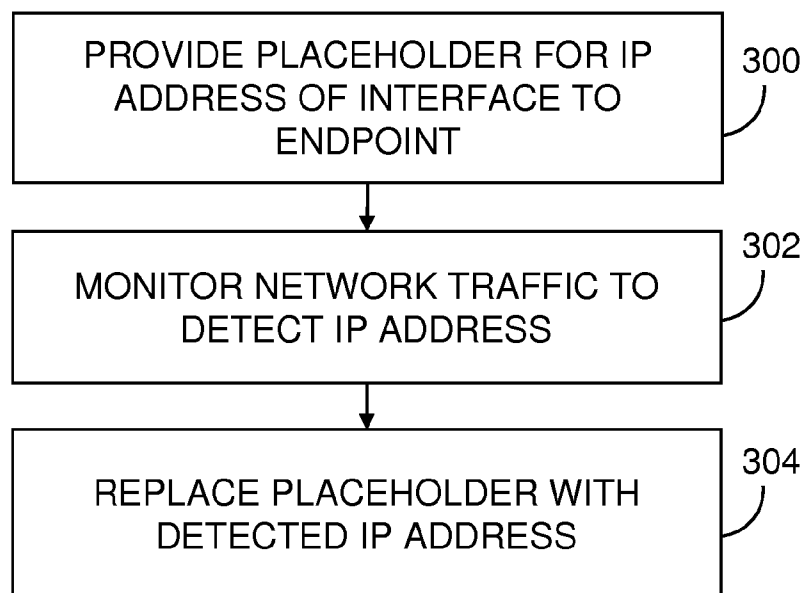 PROVIDE PLACEHOLDER FOR IP
ADDRESS OF INTERFACE TO
ENDPOINT
300
MONITOR NETWORK TRAFFIC TO
DETECT IP ADDRESS
302
REPLACE PLACEHOLDER WITH
DETECTED IP ADDRESS
304